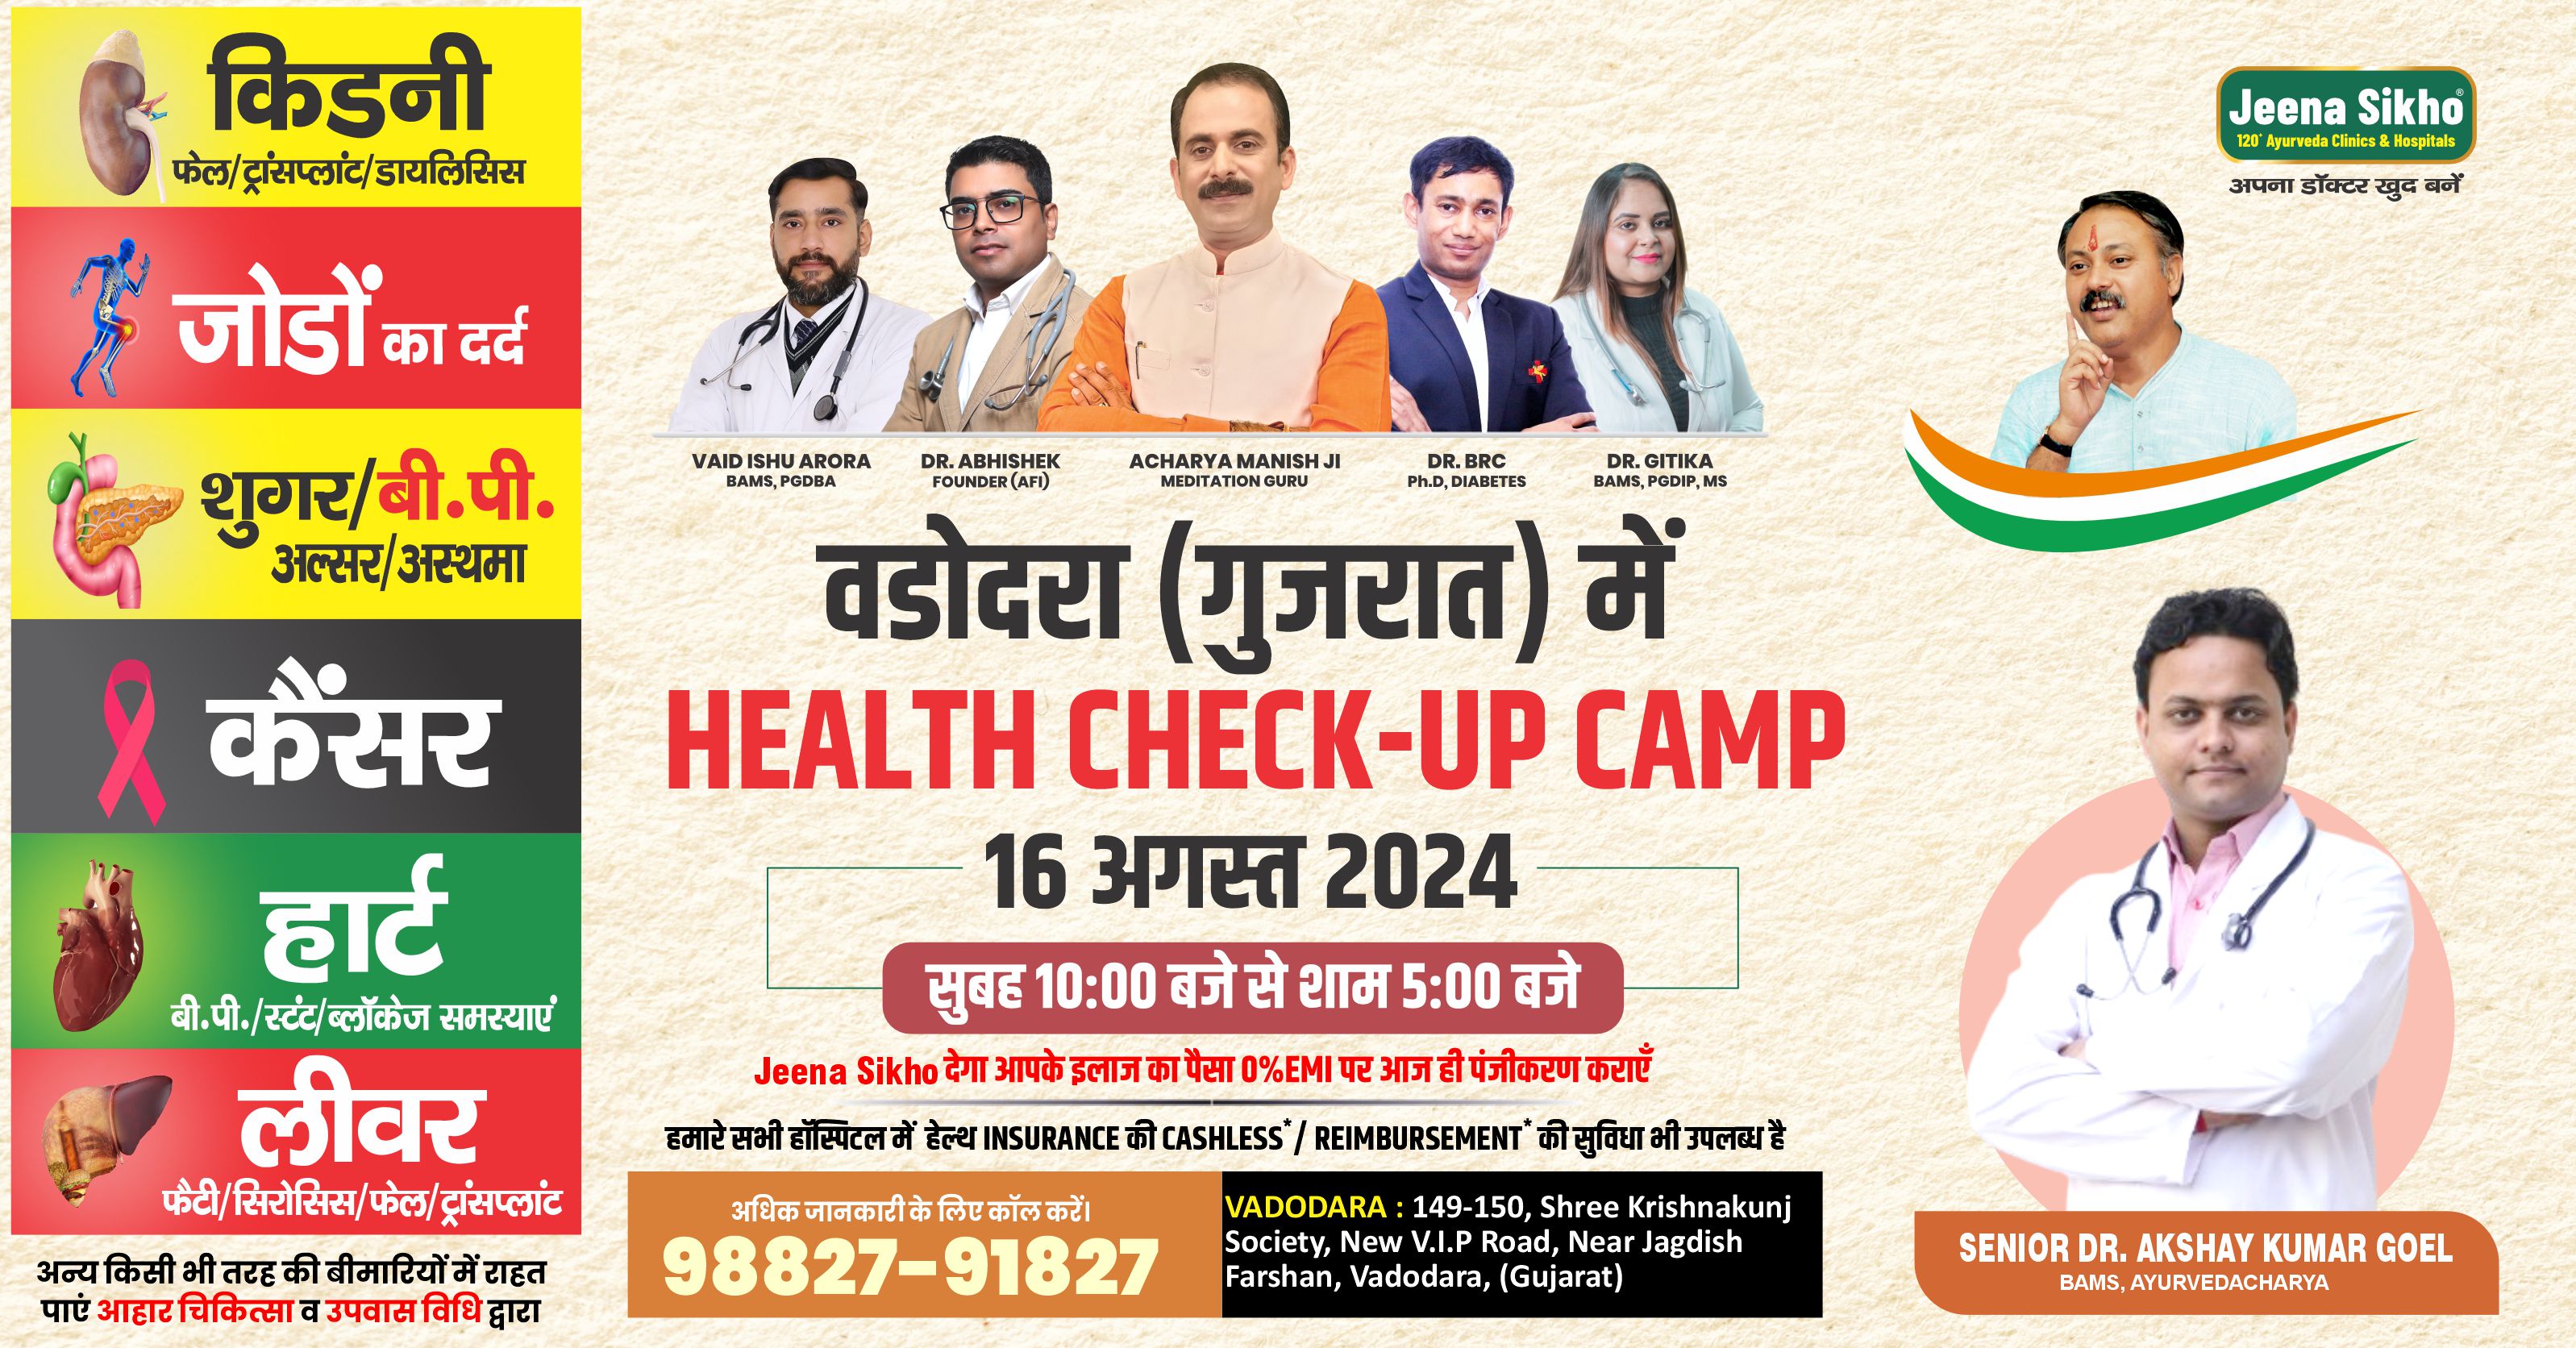 किडनी
फेल/ट्रांसप्लांट/डायलिसिस
जोडों का दर्द
शुगर/बी.पी.
अल्सर/अस्थमा
कैंसर
हार्ट
बी.पी./स्टंट/ब्लॉकेज समस्याएं
लीवर
फैटी/सिरोसिस/फेल/ट्रांसप्लांट
अन्य किसी भी तरह की बीमारियों में राहत
पाएं आहार चिकित्सा व उपवास विधि द्वारा
VAID ISHU ARORA
BAMS, PGDBA
DR. ABHISHEK
FOUNDER (AFI)
ACHARYA MANISH JI
MEDITATION GURU
DR. BRC
Ph.D, DIABETES
DR. GITIKA
BAMS, PGDIP, MS
वडोदरा (गुजरात) में
HEALTH CHECK-UP CAMP
16 अगस्त 2024
सुबह 10:00 बजे से शाम 5:00 बजे
Jeena Sikho देगा आपके इलाज का पैसा 0%EMI पर आज ही पंजीकरण कराएँ
हमारे सभी हॉस्पिटल में हेल्थ INSURANCE की CASHLESS*/ REIMBURSEMENT* की सुविधा भी उपलब्ध है
अधिक जानकारी के लिए कॉल करें।
98827-91827
VADODARA : 149-150, Shree Krishnakunj
Society, New V.I.P Road, Near Jagdish
Farshan, Vadodara, (Gujarat)
Jeena Sikho®
120+ Ayurveda Clinics & Hospitals
अपना डॉक्टर खुद बनें
SENIOR DR. AKSHAY KUMAR GOEL
BAMS, AYURVEDACHARYA